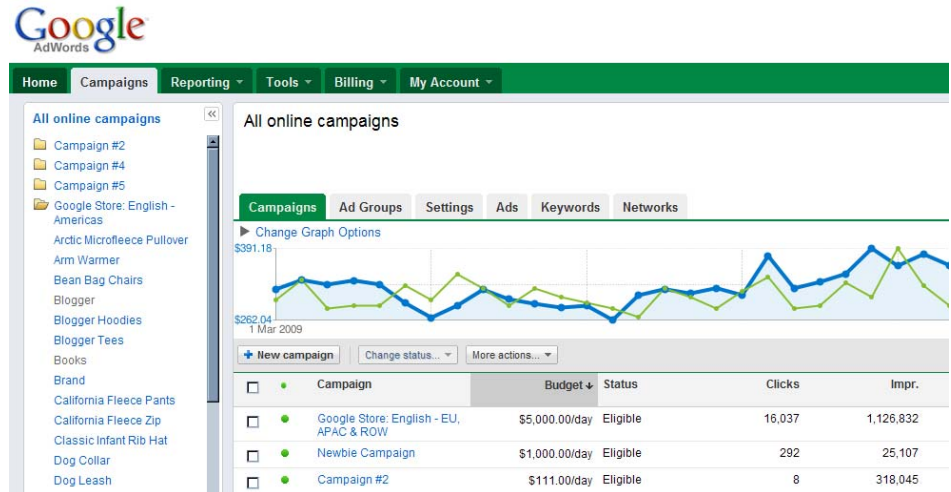 Google
AdWords
Home Campaigns Reporting Tools Billing My Account
All online campaigns
Campaign #2
Campaign #4
Campaign #5
Google Store: English -
Americas
Arctic Microfleece Pullover
Arm Warmer
Bean Bag Chairs
Blogger
Blogger Hoodies
Blogger Tees
Books
Brand
California Fleece Pants
California Fleece Zip
Classic Infant Rib Hat
Dog Collar
Dog Leash
All online campaigns
Campaigns Ad Groups Settings Ads Keywords Networks
Change Graph Options
$391.18
$262.04
1 Mar 2009
New campaign Change status... More actions...
Campaign Budget Status Clicks Impr.
Google Store: English - EU, $5,000.00/day Eligible 16,037 1,126,832
APAC & ROW
Newbie Campaign $1,000.00/day Eligible 292 25,107
Campaign #2 $111.00/day Eligible 8 318,045